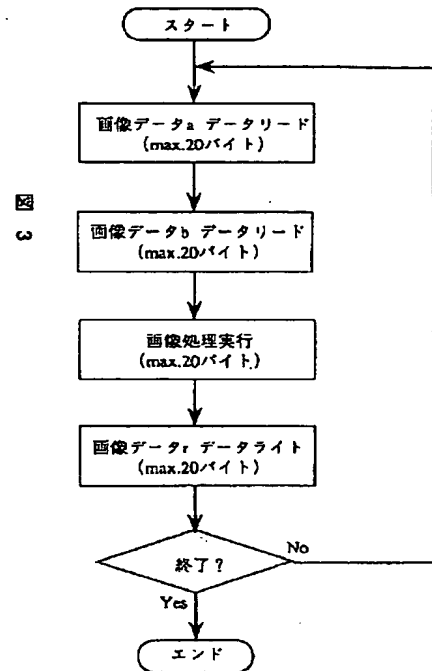 スタート
画像データa データリード
(max.20バイト)
図 3
画像データb データリード
(max.20バイト)
画像処理実行
(max.20バイト)
画像データr データライト
(max.20バイト)
終了?
No
Yes
エンド